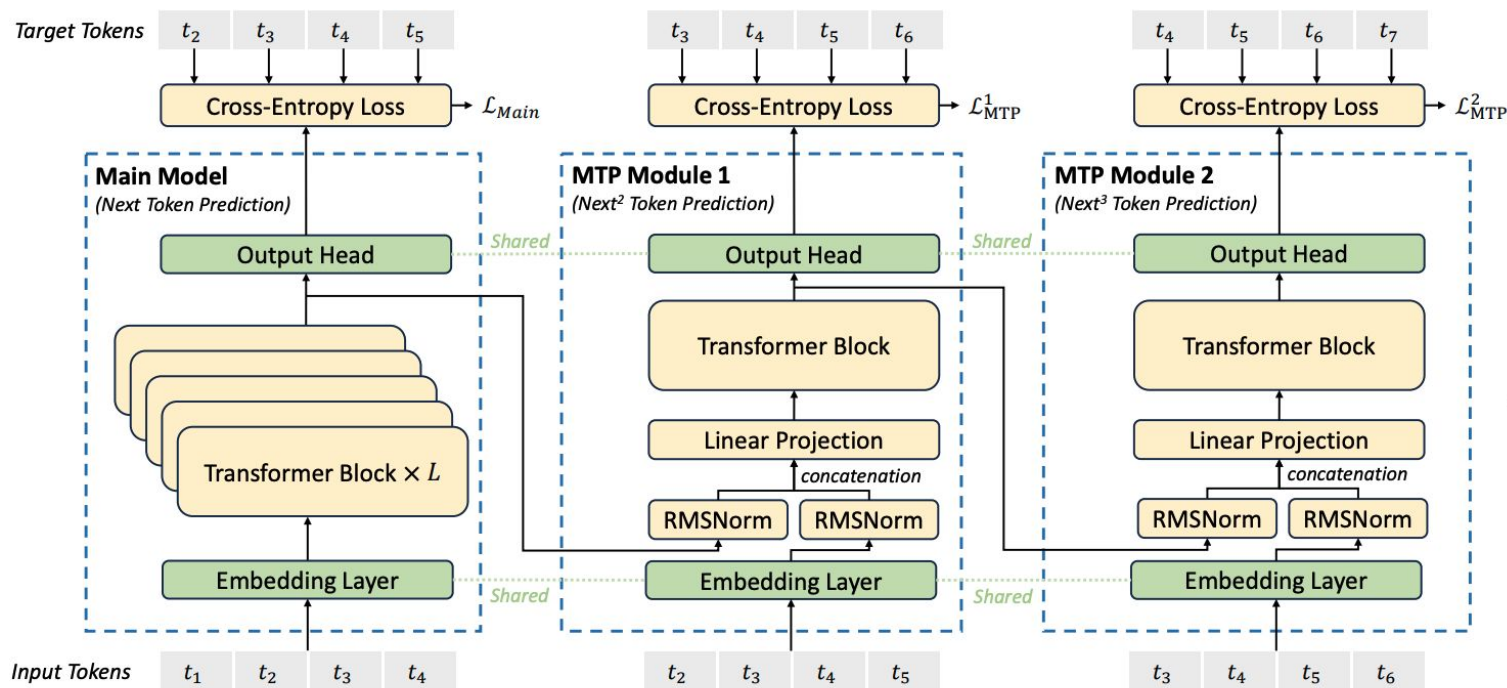 Target Tokens t₂ t₃ t₄ t₅ t₃ t₄ t₅ t₆ t₄ t₅ t₆ t₇
Cross-Entropy Loss ℒ_Main Cross-Entropy Loss ℒ¹_MTP Cross-Entropy Loss ℒ²_MTP
Main Model MTP Module 1 MTP Module 2
(Next Token Prediction) (Next² Token Prediction) (Next³ Token Prediction)
Output Head Shared Output Head Shared Output Head
Transformer Block Transformer Block
Transformer Block × L Linear Projection Linear Projection
concatenation concatenation
RMSNorm RMSNorm RMSNorm RMSNorm
Embedding Layer Embedding Layer Embedding Layer
Shared Shared
Input Tokens t₁ t₂ t₃ t₄ t₂ t₃ t₄ t₅ t₃ t₄ t₅ t₆